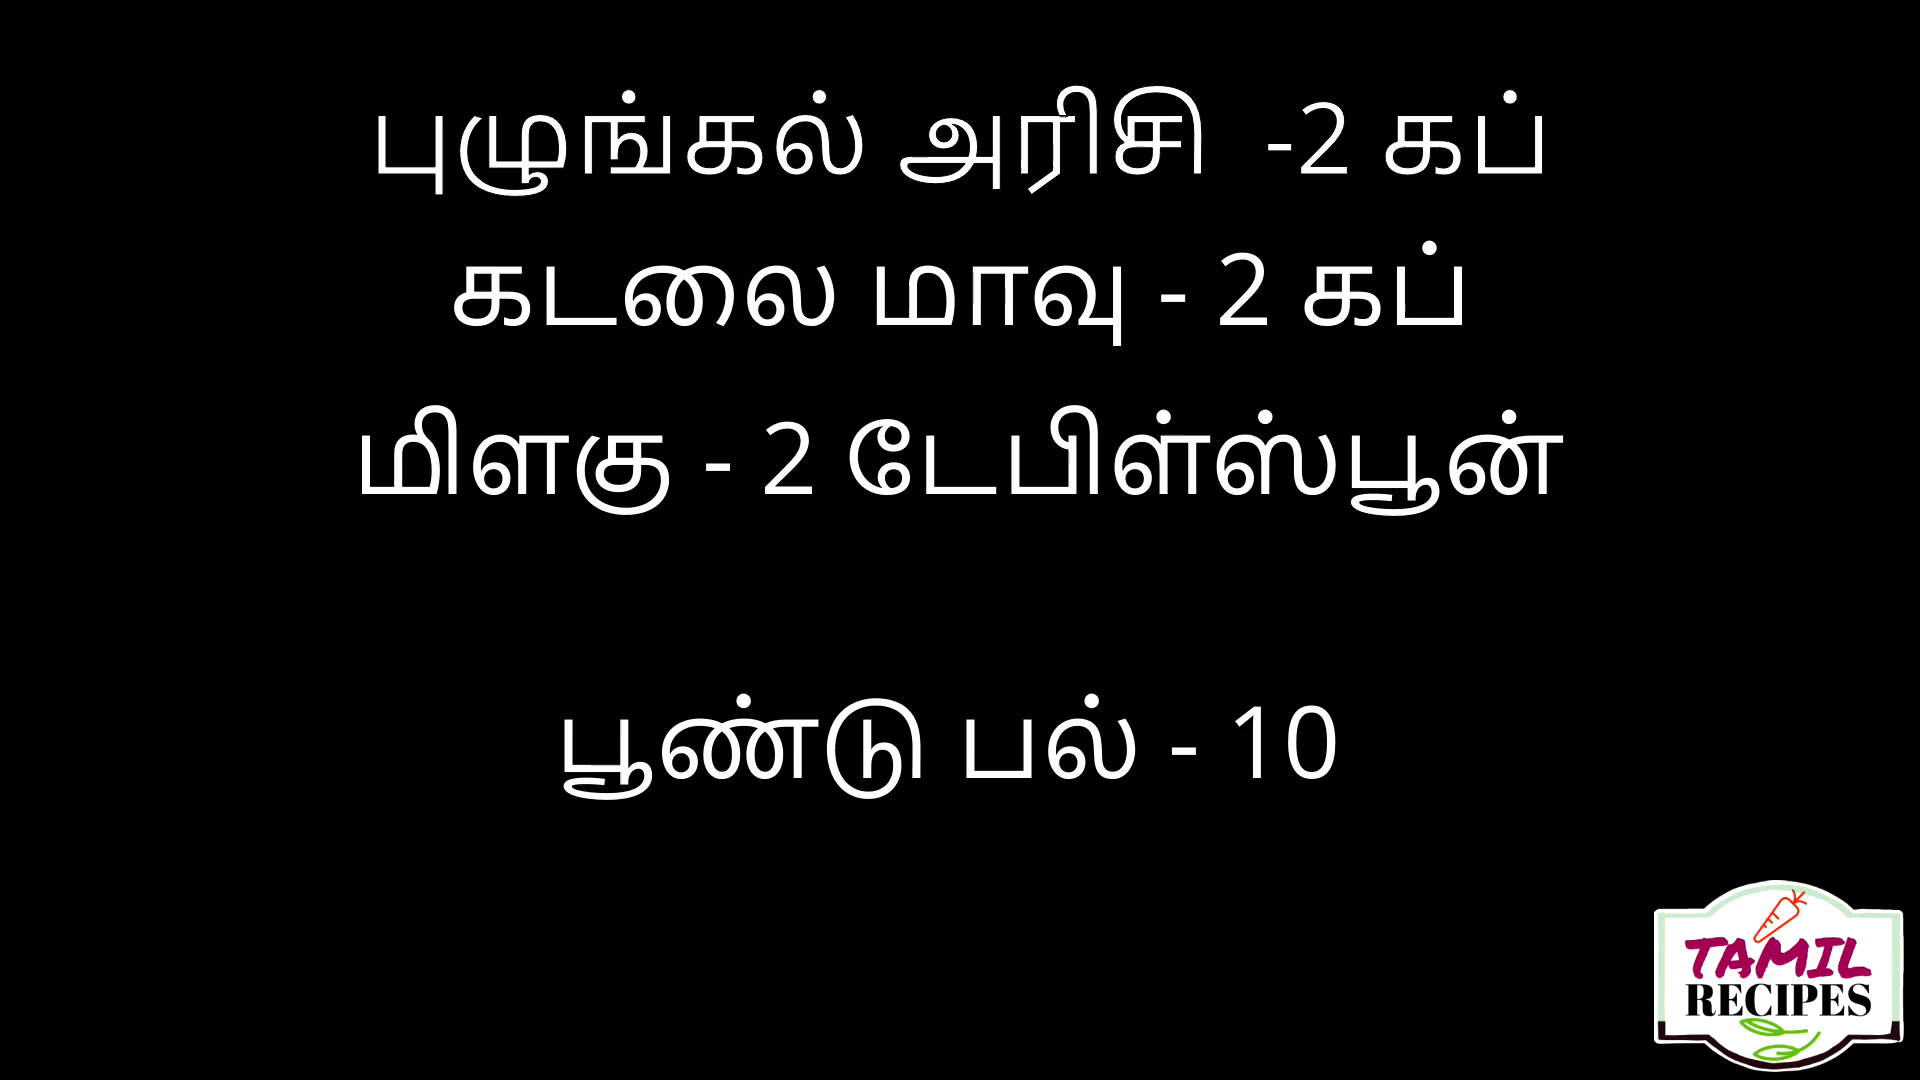 புழுங்கல் அரிசி  -2 கப்
கடலை மாவு - 2 கப்
மிளகு - 2 டேபிள்ஸ்பூன்
பூண்டு பல் - 10
TAMIL
RECIPES